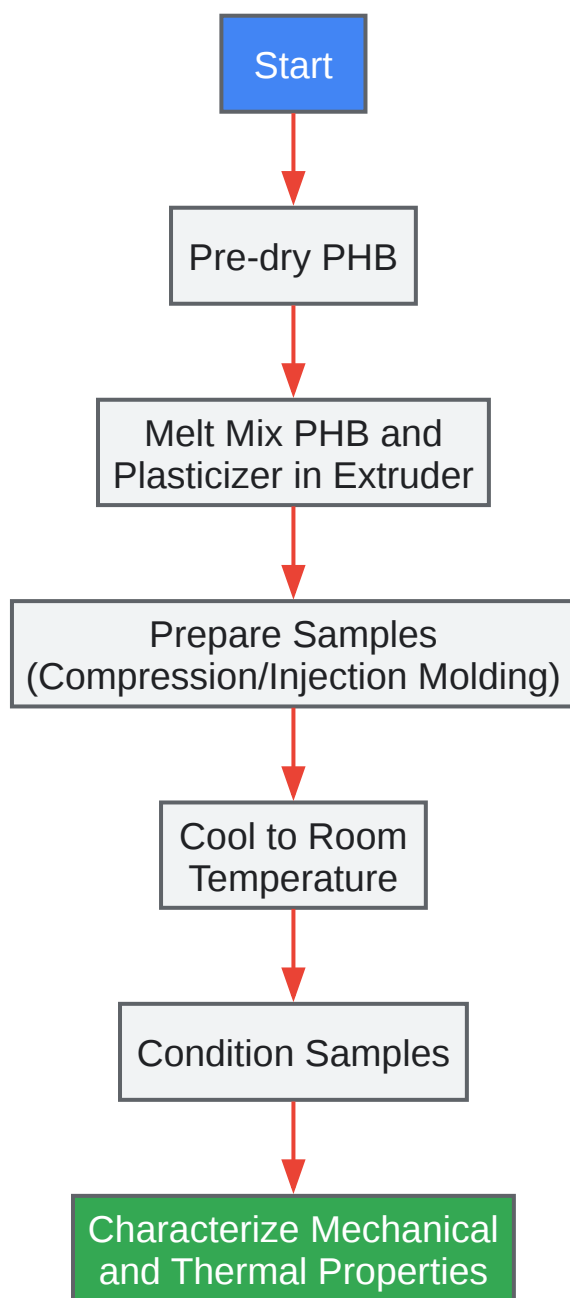 Start
Pre-dry PHB
Melt Mix PHB and
Plasticizer in Extruder
Prepare Samples
(Compression/Injection Molding)
Cool to Room
Temperature
Condition Samples
Characterize Mechanical
and Thermal Properties